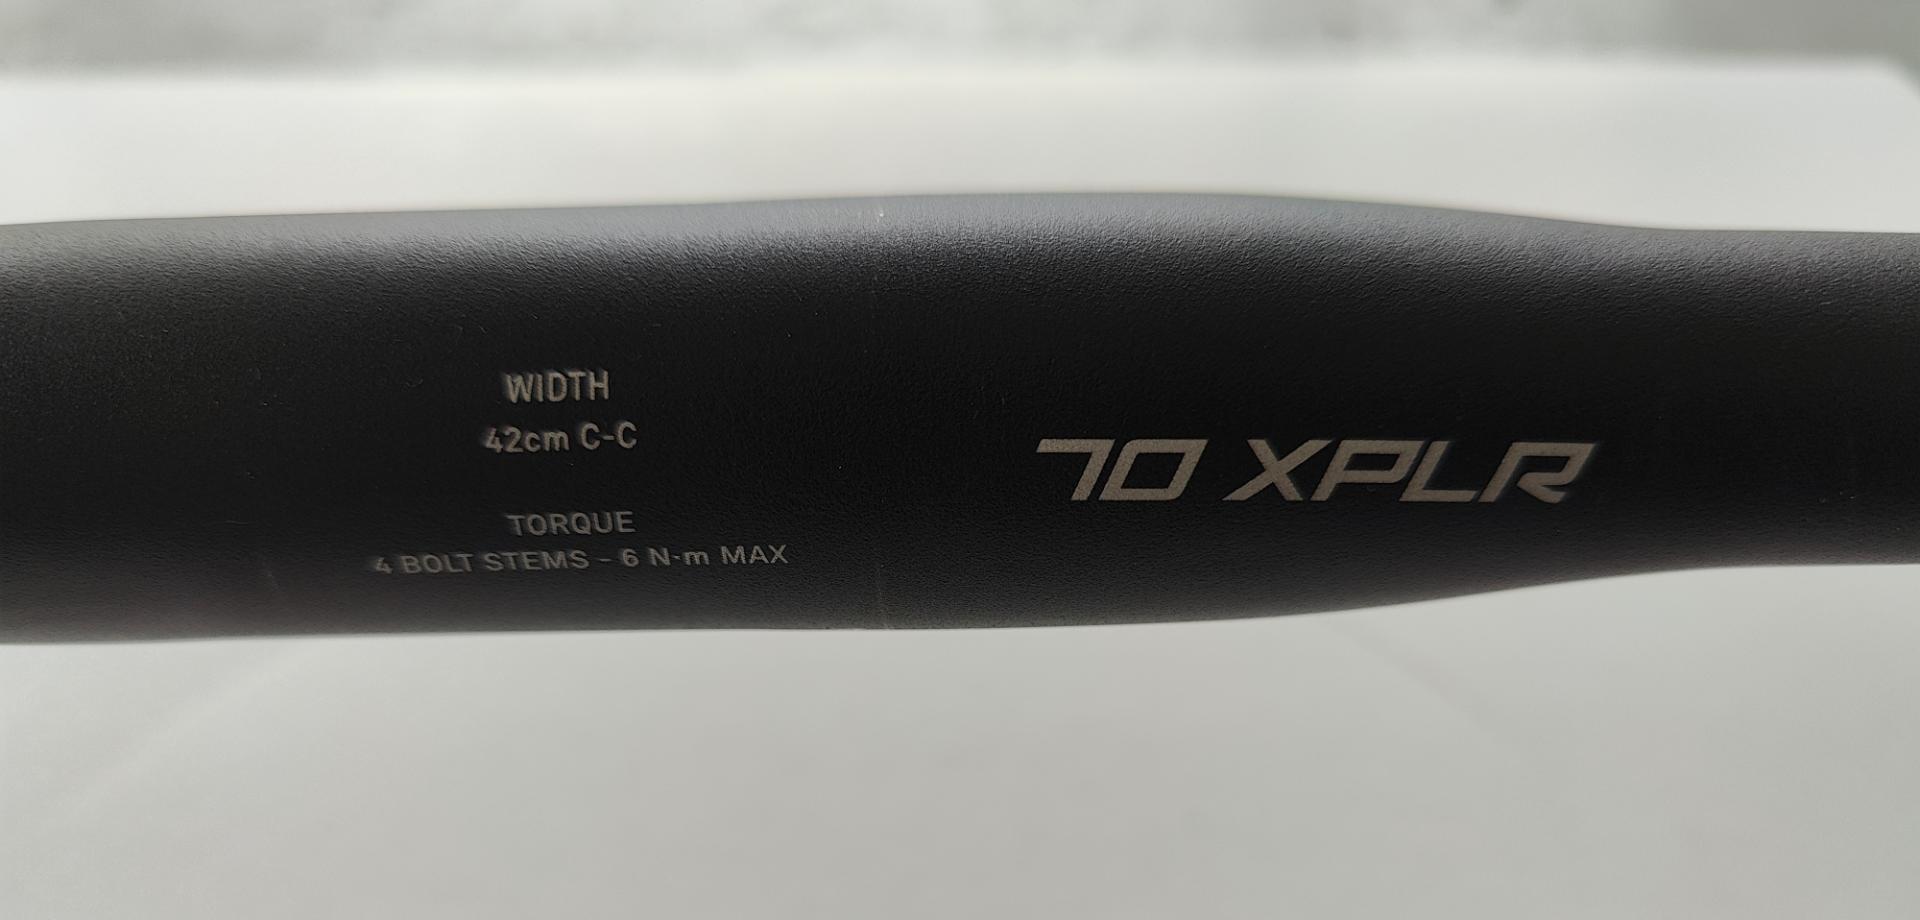 WIDTH
42cm C-C
TORQUE
4 BOLT STEMS - 6 N-m MAX
70 XPLR